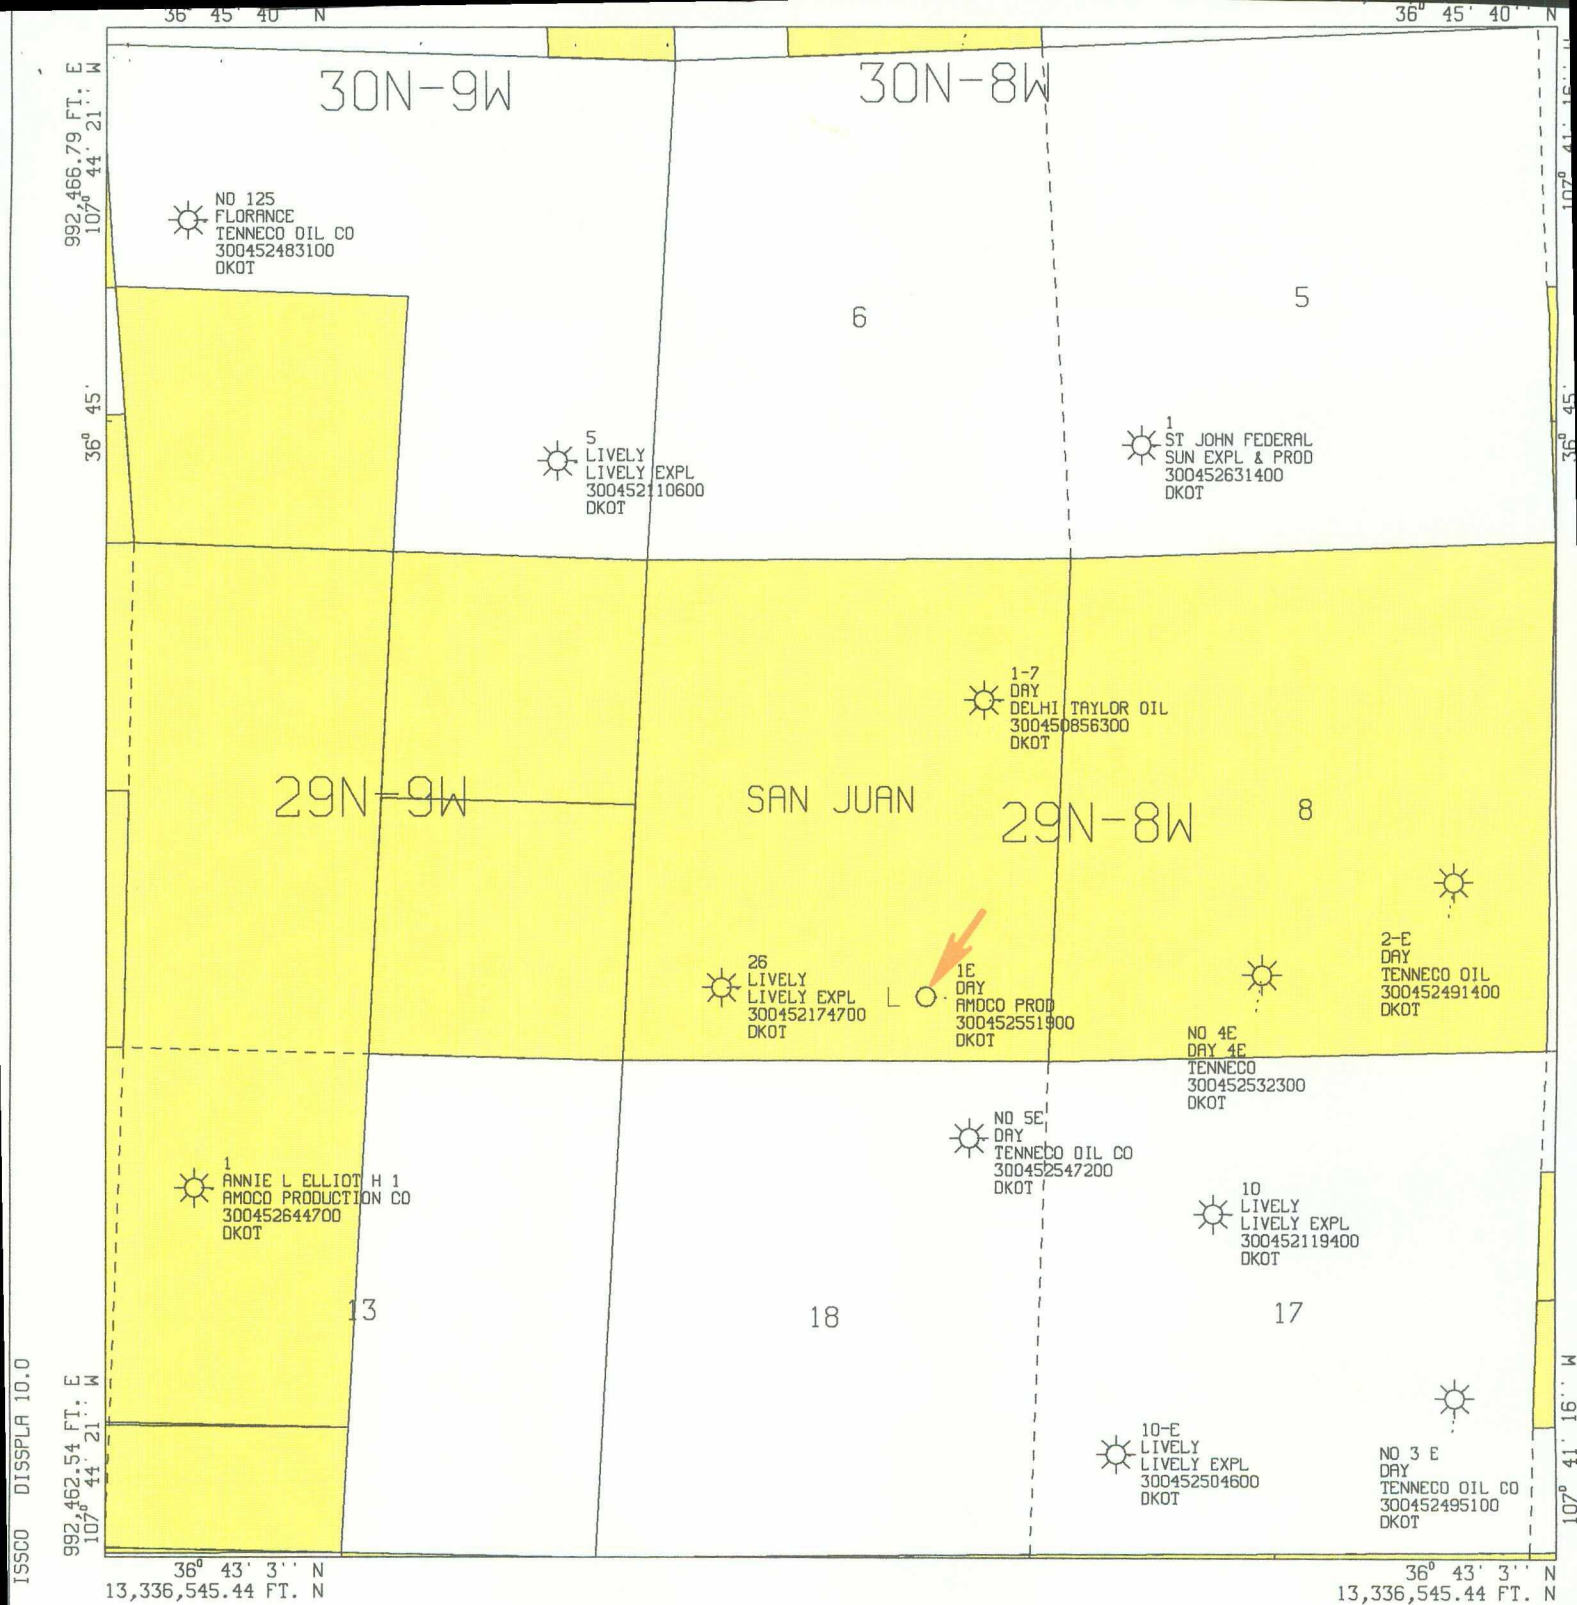 36° 45' 40'' N
36° 45' 40'' N
992,466.79 FT. E
107° 44' 21'' W
107° 41' 16''
30N-9W
30N-8W
NO 125
FLORANCE
TENNECO OIL CO
300452483100
DKOT
6
5
36° 45'
36° 45'
5
LIVELY
LIVELY EXPL
300452110600
DKOT
1
ST JOHN FEDERAL
SUN EXPL & PROD
300452631400
DKOT
1-7
DAY
DELHI TAYLOR OIL
300450856300
DKOT
29N-9W
SAN JUAN
29N-8W
8
26
LIVELY
LIVELY EXPL
300452174700
DKOT
L
1E
DAY
AMOCO PROD
300452551900
DKOT
2-E
DAY
TENNECO OIL
300452491400
DKOT
NO 4E
DAY 4E
TENNECO
300452532300
DKOT
NO 5E
DAY
TENNECO OIL CO
300452547200
DKOT
1
ANNIE L ELLIOT H 1
AMOCO PRODUCTION CO
300452644700
DKOT
10
LIVELY
LIVELY EXPL
300452119400
DKOT
13
18
17
10-E
LIVELY
LIVELY EXPL
300452504600
DKOT
NO 3 E
DAY
TENNECO OIL CO
300452495100
DKOT
ISSCO DISSPLA 10.0
992,462.54 FT. E
107° 44' 21'' W
107° 41' 16'' W
36° 43' 3'' N
13,336,545.44 FT. N
36° 43' 3'' N
13,336,545.44 FT. N